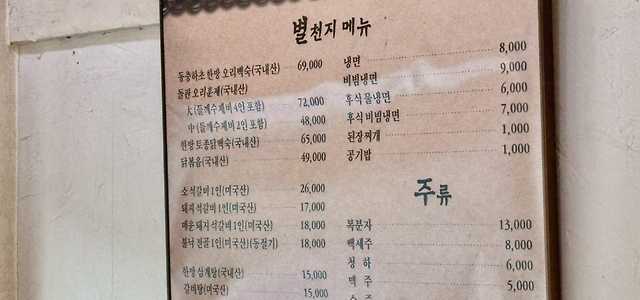 별천지 메뉴
동충하초 한방 오리백숙(국내산) 69,000
돌판 오리훈제(국내산)
大(들깨수제비 4인 포함) 72,000
中(들깨수제비 2인 포함) 48,000
한방 토종닭백숙(국내산) 65,000
닭볶음(국내산) 49,000
소석갈비 1인(미국산) 26,000
돼지석갈비 1인(미국산) 17,000
매운 돼지석갈비 1인(미국산) 18,000
불낙 전골 1인(미국산)(동절기) 18,000
한방 삼계탕(국내산) 15,000
갈비탕(미국산) 15,000
냉면 8,000
비빔냉면 9,000
후식 물냉면 6,000
후식 비빔냉면 7,000
된장찌개 1,000
공기밥 1,000
주류
복분자 13,000
백세주 8,000
청하 6,000
맥주 5,000